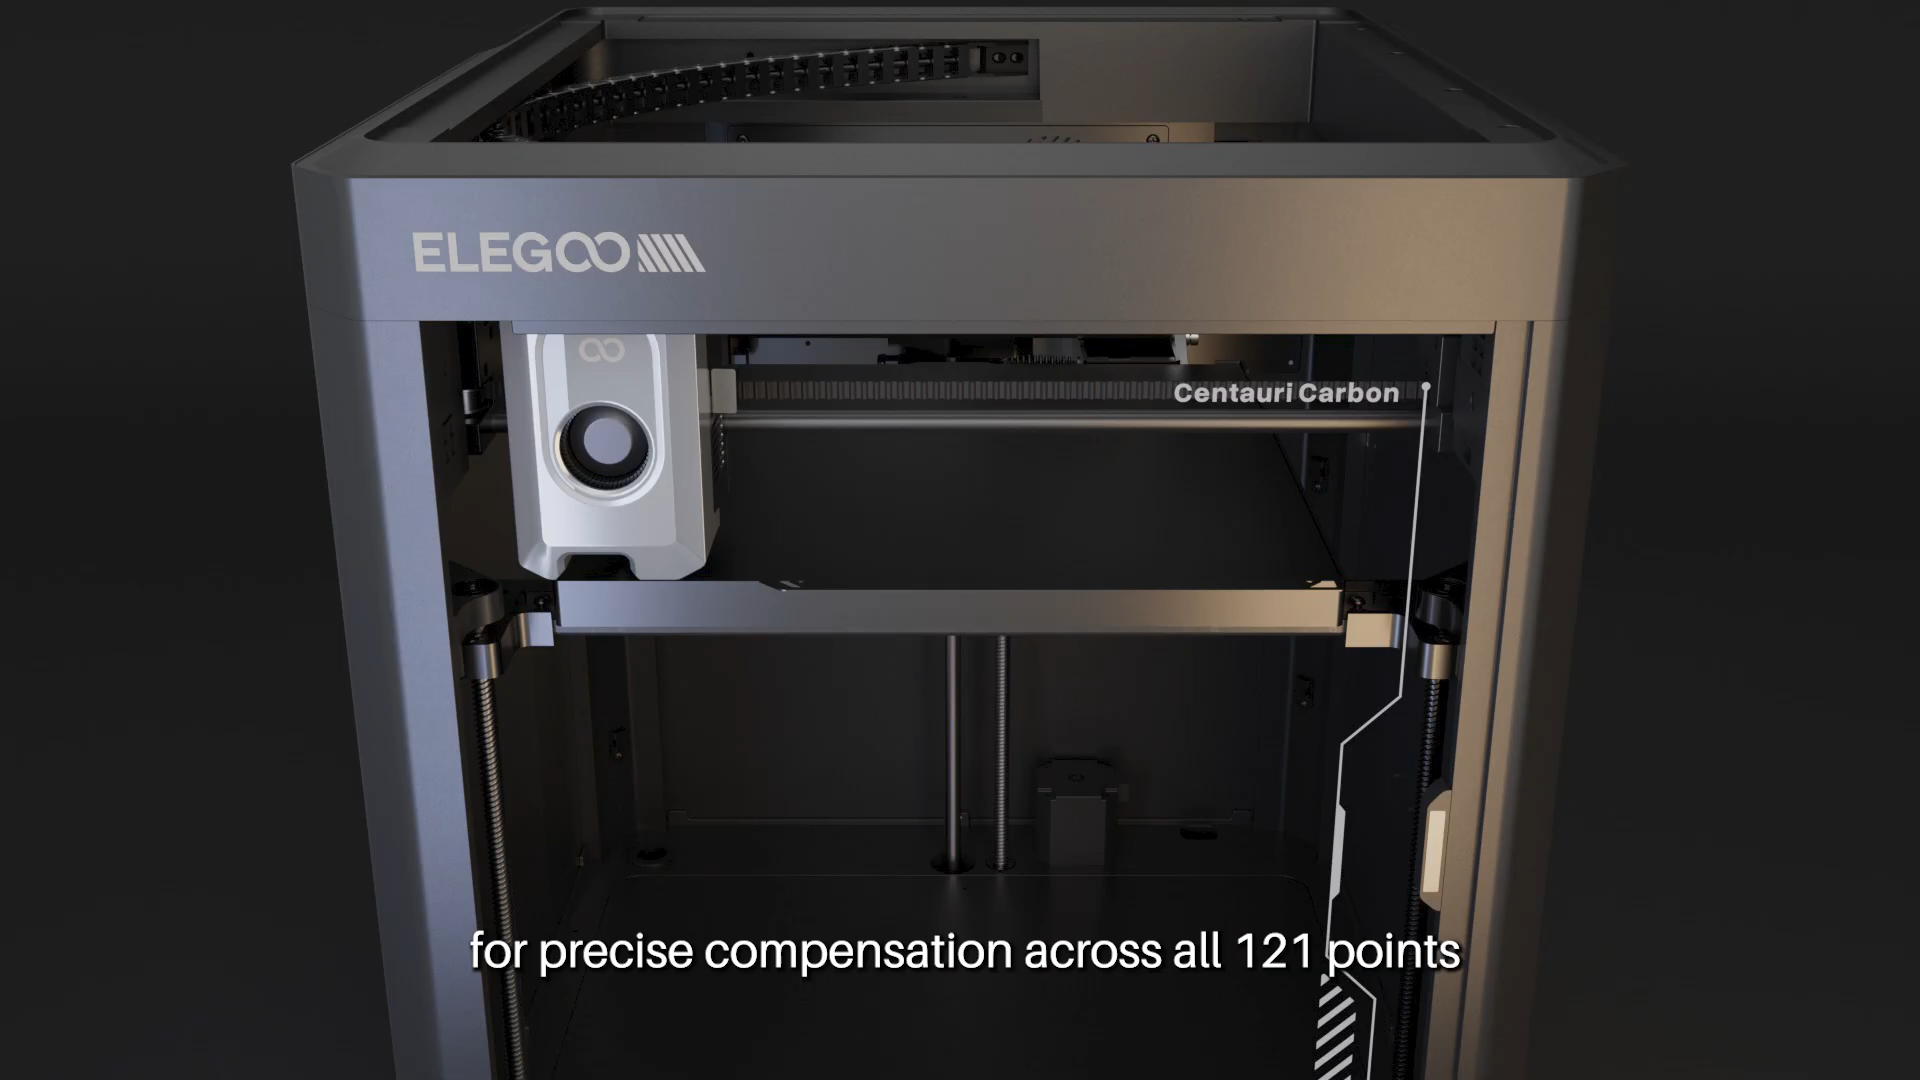 ELEGOO
Centauri Carbon
for precise compensation across all 121 points